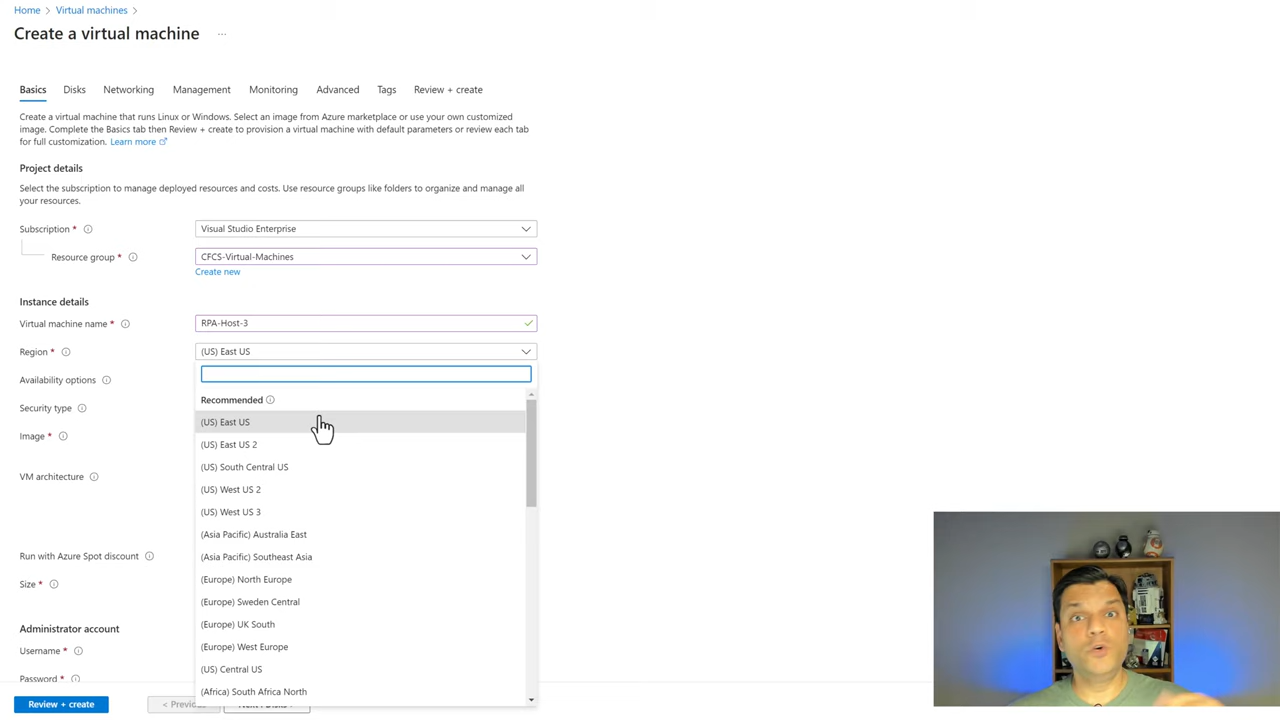 Home > Virtual machines >
Create a virtual machine ...
Basics Disks Networking Management Monitoring Advanced Tags Review + create
Create a virtual machine that runs Linux or Windows. Select an image from Azure marketplace or use your own customized
image. Complete the Basics tab then Review + create to provision a virtual machine with default parameters or review each tab
for full customization. Learn more
Project details
Select the subscription to manage deployed resources and costs. Use resource groups like folders to organize and manage all
your resources.
Subscription * Visual Studio Enterprise
Resource group * CFCS-Virtual-Machines
Create new
Instance details
Virtual machine name * RPA-Host-3
Region * (US) East US
Availability options
Recommended
Security type
(US) East US
Image *
(US) East US 2
(US) South Central US
VM architecture
(US) West US 2
(US) West US 3
(Asia Pacific) Australia East
Run with Azure Spot discount
(Asia Pacific) Southeast Asia
Size *
(Europe) North Europe
(Europe) Sweden Central
Administrator account
(Europe) UK South
Username *
(Europe) West Europe
(US) Central US
Password *
(Africa) South Africa North
Review + create < Previous